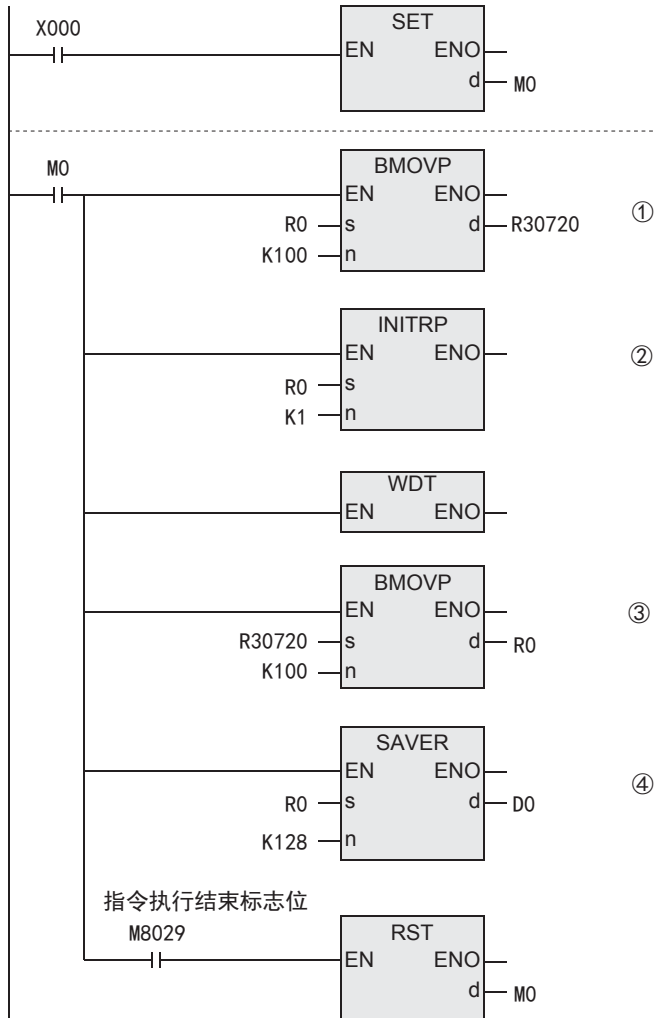 X000
SET
EN ENO
d M0
M0
BMOVP
EN ENO
R0 s d R30720
K100 n
①
INITRP
EN ENO
R0 s
K1 n
②
WDT
EN ENO
BMOVP
EN ENO
R30720 s d R0
K100 n
③
SAVER
EN ENO
R0 s d D0
K128 n
④
指令执行结束标志位
M8029
RST
EN ENO
d M0